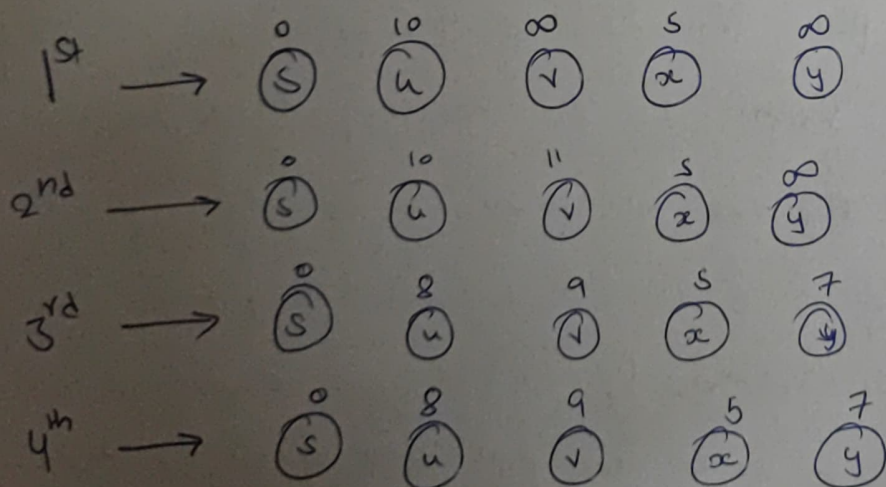 0 10 ∞ 5 ∞
1st → s u v x y
0 10 11 5 ∞
2nd → s u v x y
0 8 9 5 7
3rd → s u v x y
0 8 9 5 7
4th → s u v x y